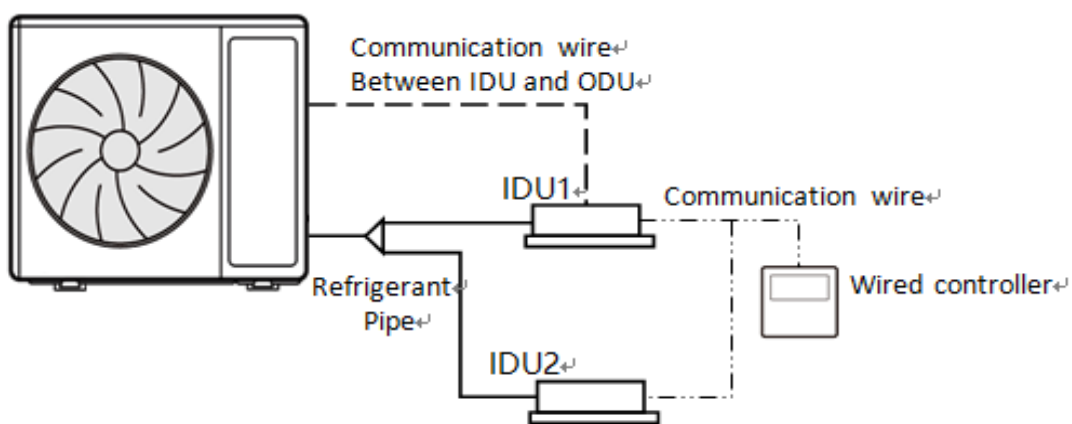 Communication wire↵
Between IDU and ODU↵
IDU1↵
Communication wire↵
Refrigerant↵
Pipe↵
Wired controller↵
IDU2↵